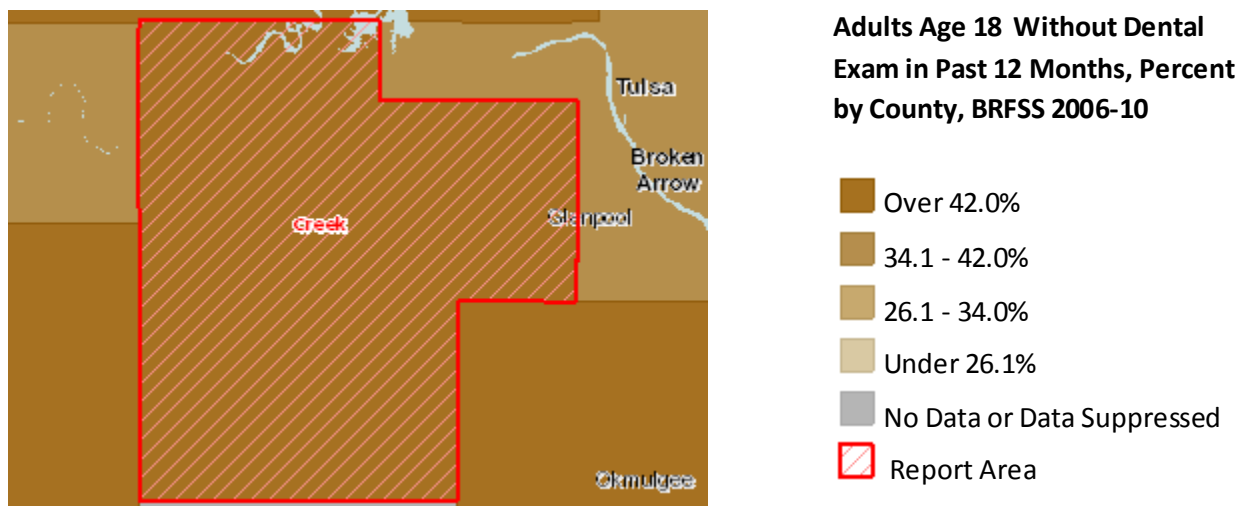 Tulsa
Broken
Arrow
Creek
Glenpool
Okmulgee
Adults Age 18 Without Dental
Exam in Past 12 Months, Percent
by County, BRFSS 2006-10
Over 42.0%
34.1 - 42.0%
26.1 - 34.0%
Under 26.1%
No Data or Data Suppressed
Report Area